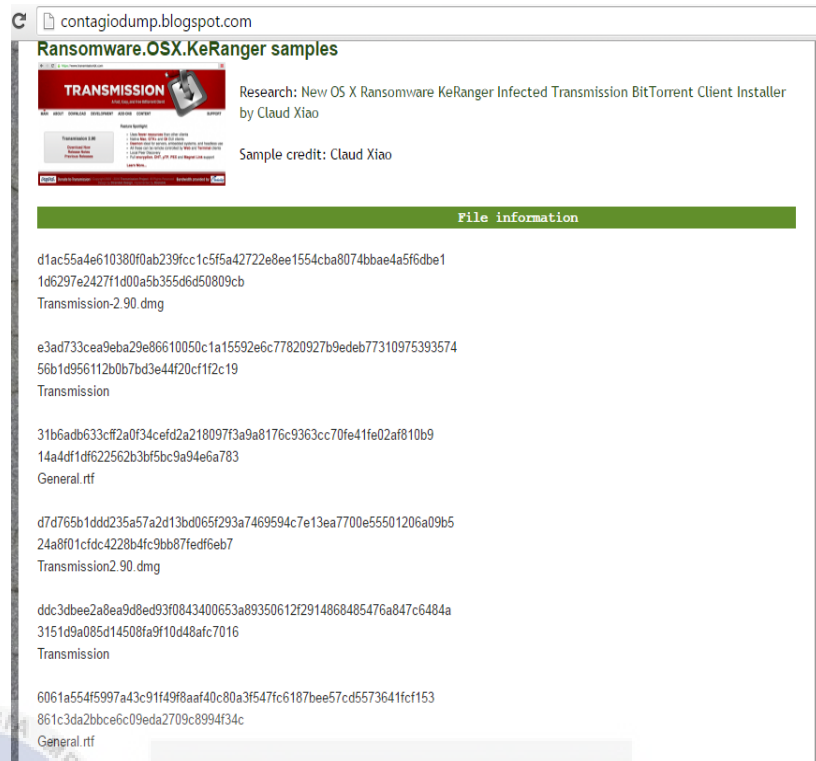 contagiodump.blogspot.com
Ransomware.OSX.KeRanger samples
TRANSMISSION
Research: New OS X Ransomware KeRanger Infected Transmission BitTorrent Client Installer
by Claud Xiao
Sample credit: Claud Xiao
File information
d1ac55a4e610380f0ab239fcc1c5f5a42722e8ee1554cba8074bbae4a5f6dbe1
1d6297e2427f1d00a5b355d6d50809cb
Transmission-2.90.dmg
e3ad733cea9eba29e86610050c1a15592e6c77820927b9edeb77310975393574
56b1d956112b0b7bd3e44f20cf1f2c19
Transmission
31b6adb633cff2a0f34cefd2a218097f3a9a8176c9363cc70fe41fe02af810b9
14a4df1df622562b3bf5bc9a94e6a783
General.rtf
d7d765b1ddd235a57a2d13bd065f293a7469594c7e13ea7700e55501206a09b5
24a8f01cfdc4228b4fc9bb87fedf6eb7
Transmission2.90.dmg
ddc3dbee2a8ea9d8ed93f0843400653a89350612f2914868485476a847c6484a
3151d9a085d14508fa9f10d48afc7016
Transmission
6061a554f5997a43c91f49f8aaf40c80a3f547fc6187bee57cd5573641fcf153
861c3da2bbce6c09eda2709c8994f34c
General.rtf